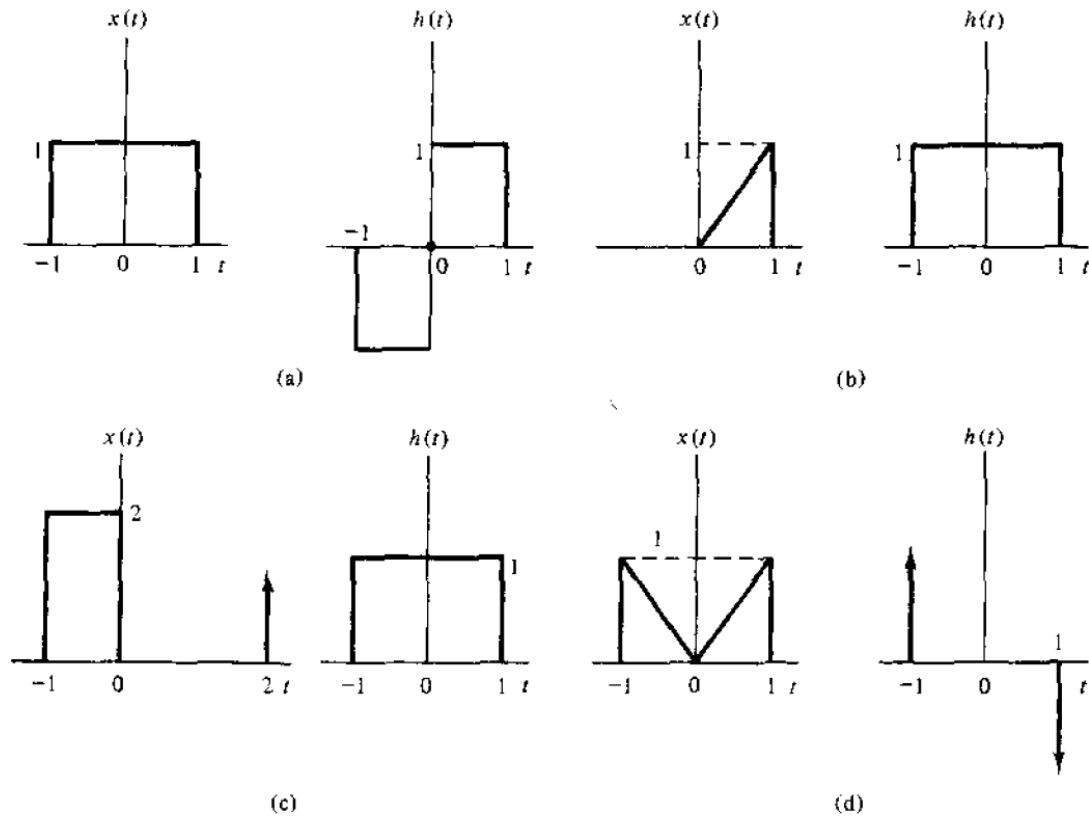 x(t) h(t) x(t) h(t)
1 1 1 1
-1
-1 0 1 t 0 1 t 0 1 t -1 0 1 t
(a) (b)
x(t) h(t) x(t) h(t)
2 1 1
1
-1 0 2 t -1 0 1 t -1 0 1 t -1 0 t
(c) (d)